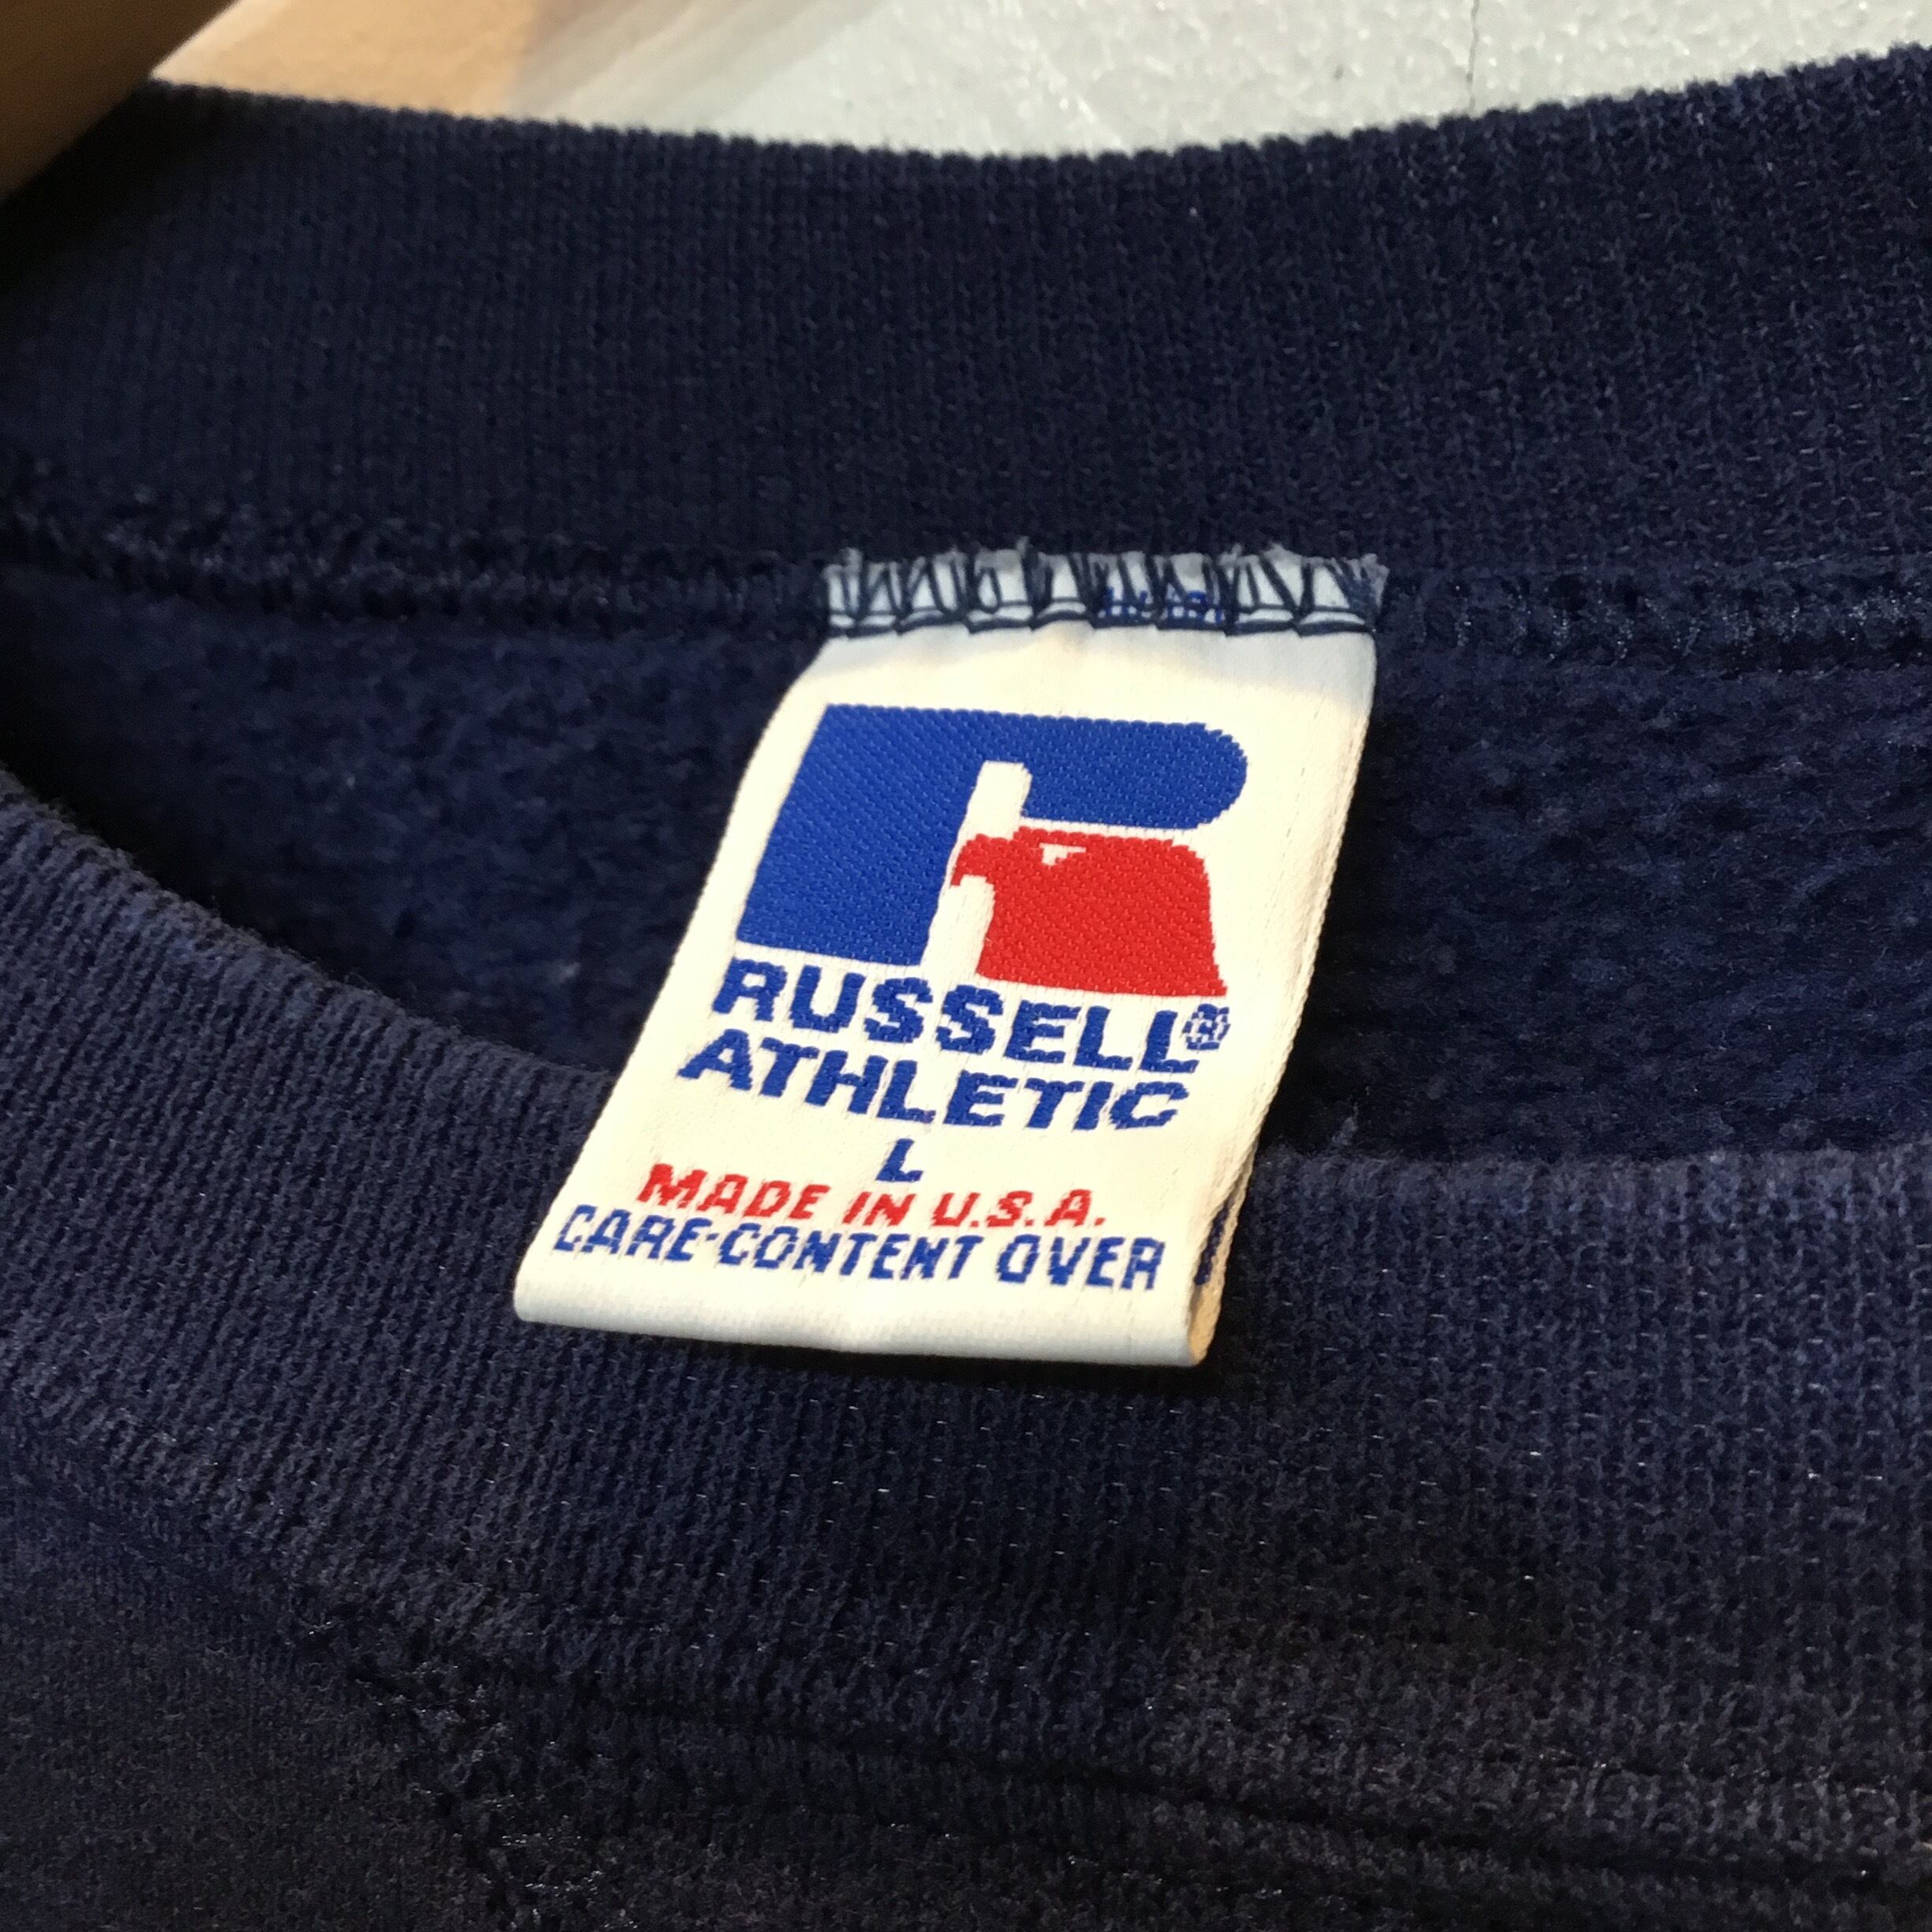 RUSSELL®
ATHLETIC
L
MADE IN U.S.A.
CARE-CONTENT OVER